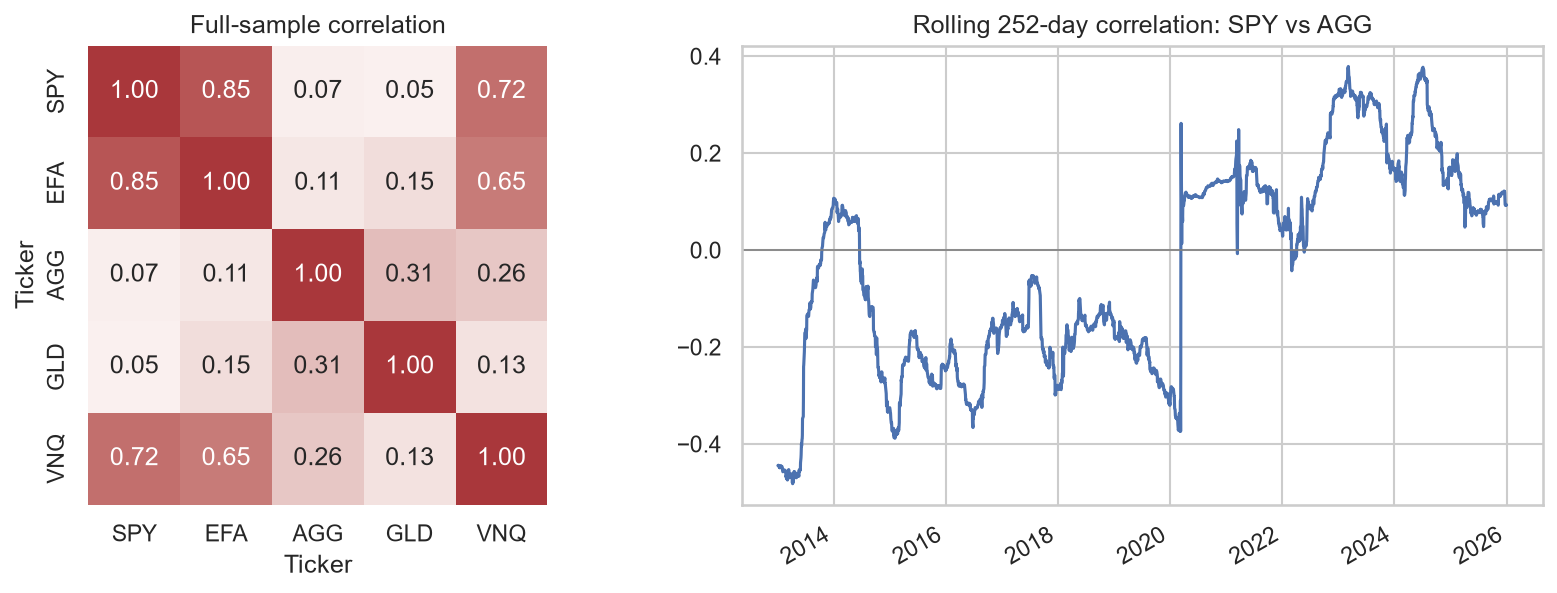 Full-sample correlation
SPY 1.00 0.85 0.07 0.05 0.72
EFA 0.85 1.00 0.11 0.15 0.65
AGG 0.07 0.11 1.00 0.31 0.26
GLD 0.05 0.15 0.31 1.00 0.13
VNQ 0.72 0.65 0.26 0.13 1.00
Ticker
SPY EFA AGG GLD VNQ
Ticker
Rolling 252-day correlation: SPY vs AGG
0.4
0.2
0.0
−0.2
−0.4
2014 2016 2018 2020 2022 2024 2026